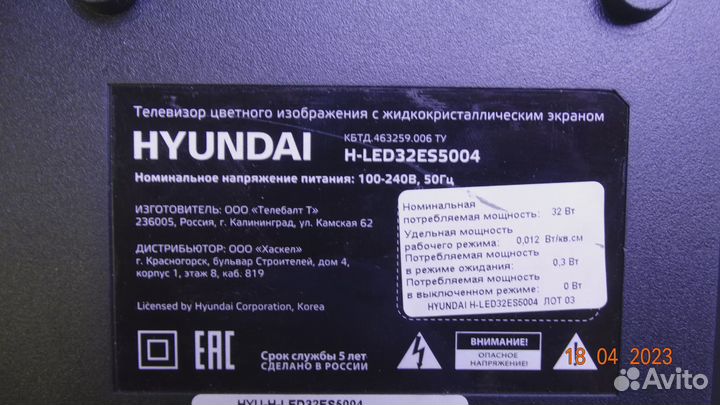 Телевизор цветного изображения с жидкокристаллическим экраном
HYUNDAI
КБТД.463259.006 ТУ
H-LED32ES5004
Номинальное напряжение питания: 100-240В, 50Гц
ИЗГОТОВИТЕЛЬ: ООО «Телебалт Т»
236005, Россия, г. Калининград, ул. Камская 62
ДИСТРИБЬЮТОР: ООО «Хаскел»
г. Красногорск, бульвар Строителей, дом 4,
корпус 1, этаж 8, каб. 819
Licensed by Hyundai Corporation, Korea
Номинальная
потребляемая мощность: 32 Вт
Удельная мощность
рабочего режима: 0,012 Вт/кв.см
Потребляемая мощность
в режиме ожидания: 0,3 Вт
Потребляемая мощность
в выключенном режиме: 0 Вт
HYUNDAI H-LED32ES5004 ЛОТ 03
EAC
Срок службы 5 лет
СДЕЛАНО В РОССИИ
ВНИМАНИЕ!
ОПАСНОЕ
НАПРЯЖЕНИЕ!
18 04 2023
HYU-H-LED32ES5004
Avito